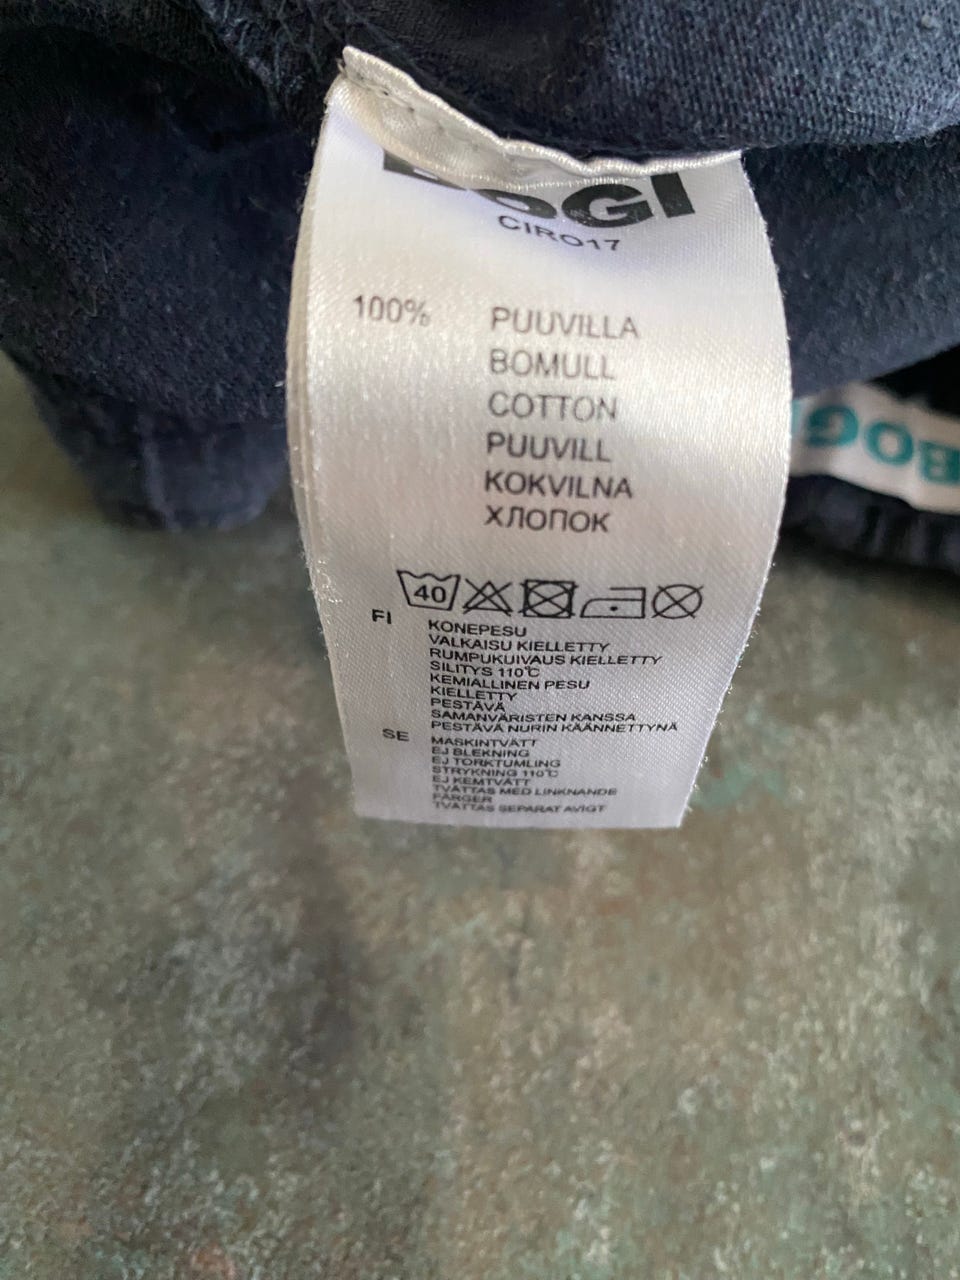 BOGI
CIRO17
100% PUUVILLA
BOMULL
COTTON
PUUVILL
KOKVILNA
ХЛОПОК
40
FI
KONEPESU
VALKAISU KIELLETTY
RUMPUKUIVAUS KIELLETTY
SILITYS 110°C
KEMIALLINEN PESU
KIELLETTY
PESTÄVÄ
SAMANVÄRISTEN KANSSA
PESTÄVÄ NURIN KÄÄNNETTYNÄ
SE
MASKINTVÄTT
EJ BLEKNING
EJ TORKTUMLING
STRYKNING 110°C
EJ KEMTVÄTT
TVÄTTAS MED LINKNANDE
FÄRGER
TVÄTTAS SEPARAT AVIGT
BOG